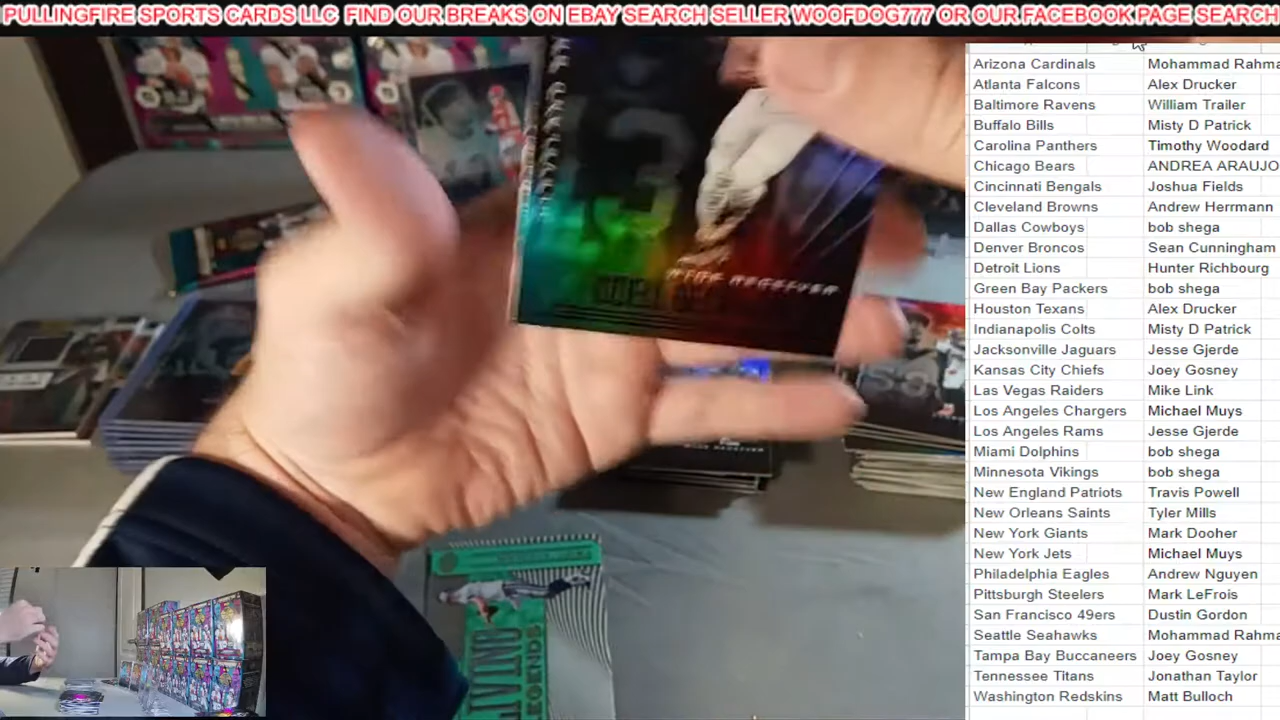 PULLINGFIRE SPORTS CARDS LLC FIND OUR BREAKS ON EBAY SEARCH SELLER WOOFDOG777 OR OUR FACEBOOK PAGE SEARCH
Arizona Cardinals Mohammad Rahma
Atlanta Falcons Alex Drucker
Baltimore Ravens William Trailer
Buffalo Bills Misty D Patrick
Carolina Panthers Timothy Woodard
Chicago Bears ANDREA ARAUJO
Cincinnati Bengals Joshua Fields
Cleveland Browns Andrew Herrmann
Dallas Cowboys bob shega
Denver Broncos Sean Cunningham
Detroit Lions Hunter Richbourg
Green Bay Packers bob shega
Houston Texans Alex Drucker
Indianapolis Colts Misty D Patrick
Jacksonville Jaguars Jesse Gjerde
Kansas City Chiefs Joey Gosney
Las Vegas Raiders Mike Link
Los Angeles Chargers Michael Muys
Los Angeles Rams Jesse Gjerde
Miami Dolphins bob shega
Minnesota Vikings bob shega
New England Patriots Travis Powell
New Orleans Saints Tyler Mills
New York Giants Mark Dooher
New York Jets Michael Muys
Philadelphia Eagles Andrew Nguyen
Pittsburgh Steelers Mark LeFrois
San Francisco 49ers Dustin Gordon
Seattle Seahawks Mohammad Rahma
Tampa Bay Buccaneers Joey Gosney
Tennessee Titans Jonathan Taylor
Washington Redskins Matt Bulloch
13
WIDE RECEIVER
LIVING
LEGENDS